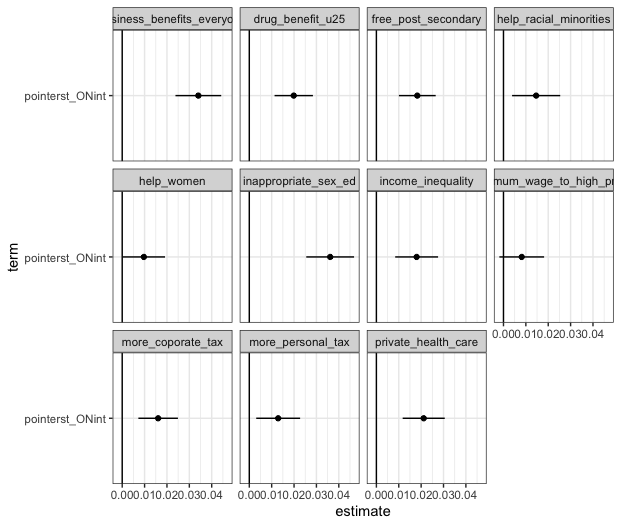 siness_benefits_everyo
drug_benefit_u25
free_post_secondary
help_racial_minorities
pointerst_ONint
help_women
inappropriate_sex_ed
income_inequality
mum_wage_to_high_pr
term
pointerst_ONint
0.000.010.020.030.04
more_coporate_tax
more_personal_tax
private_health_care
pointerst_ONint
0.000.010.020.030.04
0.000.010.020.030.04
0.000.010.020.030.04
estimate